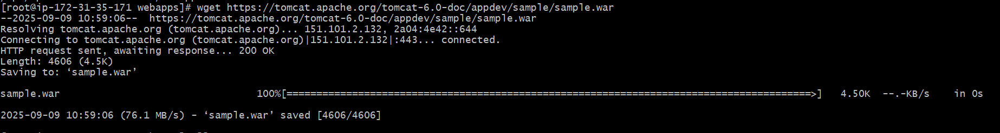 [root@ip-172-31-35-171 webapps]# wget https://tomcat.apache.org/tomcat-6.0-doc/appdev/sample/sample.war
--2025-09-09 10:59:06--  https://tomcat.apache.org/tomcat-6.0-doc/appdev/sample/sample.war
Resolving tomcat.apache.org (tomcat.apache.org)... 151.101.2.132, 2a04:4e42::644
Connecting to tomcat.apache.org (tomcat.apache.org)|151.101.2.132|:443... connected.
HTTP request sent, awaiting response... 200 OK
Length: 4606 (4.5K)
Saving to: ‘sample.war’
sample.war                                 100%[========================================================================================>]   4.50K  --.-KB/s    in 0s
2025-09-09 10:59:06 (76.1 MB/s) - ‘sample.war’ saved [4606/4606]